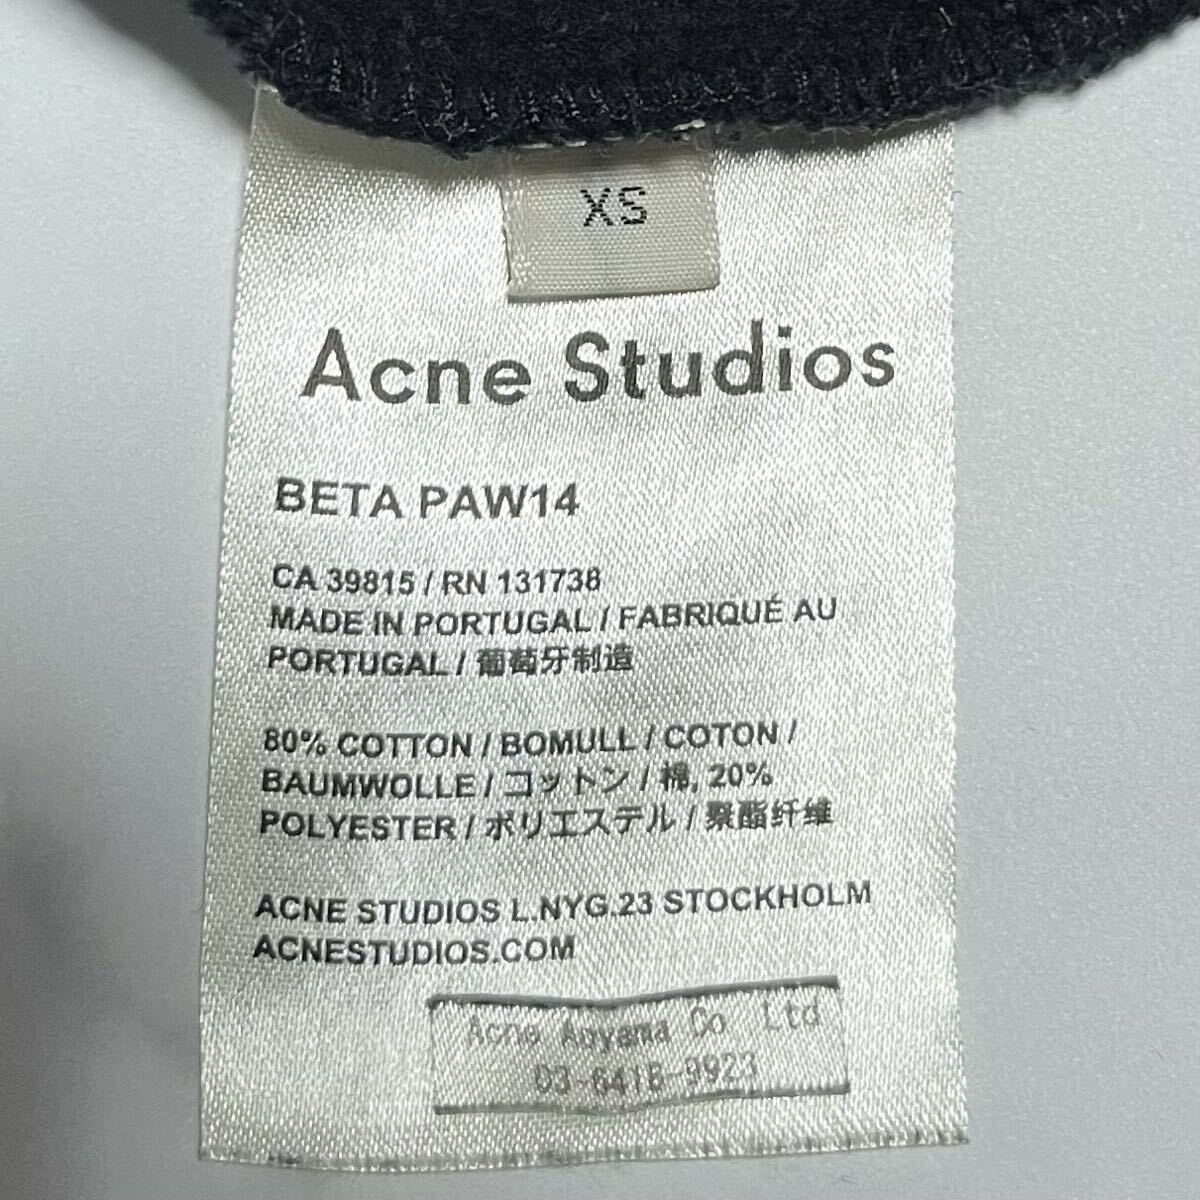 XS
Acne Studios
BETA PAW14
CA 39815 / RN 131738
MADE IN PORTUGAL / FABRIQUÉ AU
PORTUGAL / 葡萄牙制造
80% COTTON / BOMULL / COTON /
BAUMWOLLE / コットン / 棉, 20%
POLYESTER / ポリエステル / 聚酯纤维
ACNE STUDIOS L.NYG.23 STOCKHOLM
ACNESTUDIOS.COM
Acne Aoyama Co Ltd
03-6418-9923